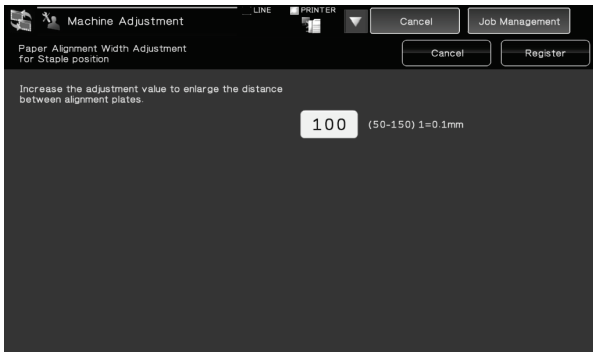 LINE
PRINTER
Machine Adjustment
Cancel
Job Management
Paper Alignment Width Adjustment
for Staple position
Cancel
Register
Increase the adjustment value to enlarge the distance
between alignment plates.
100
(50-150) 1=0.1mm